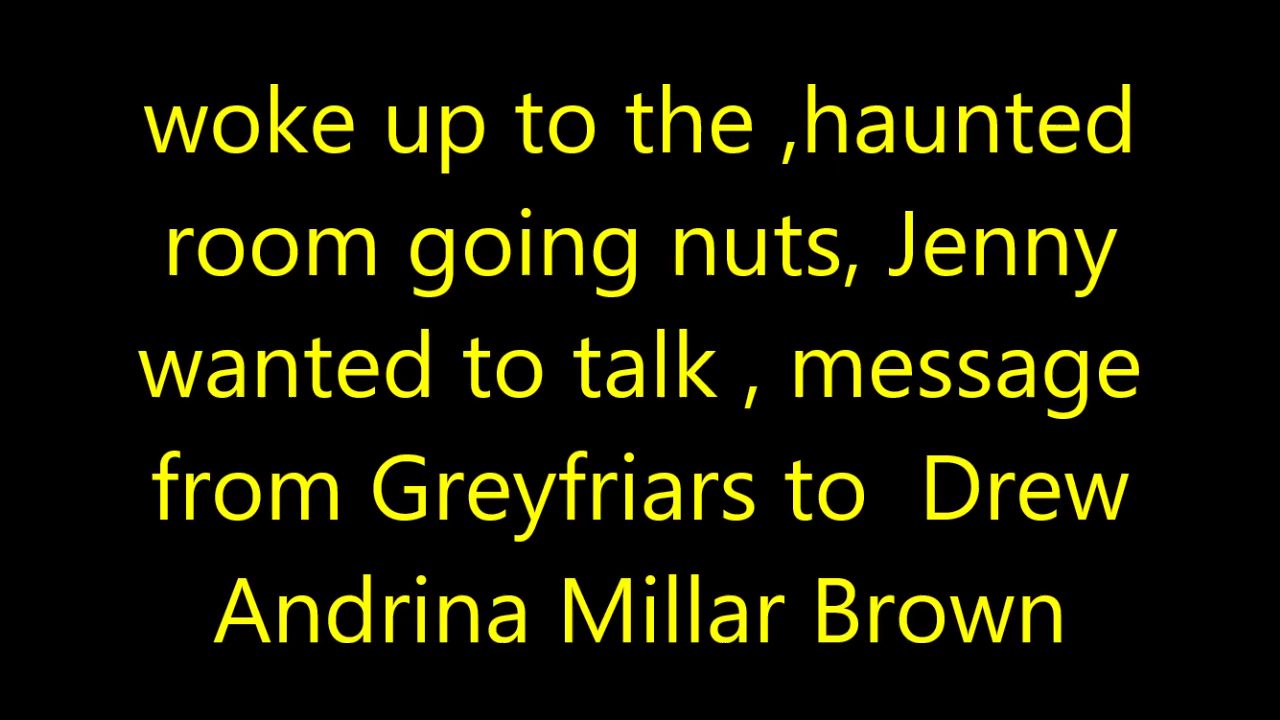 woke up to the ,haunted
room going nuts, Jenny
wanted to talk , message
from Greyfriars to  Drew
Andrina Millar Brown